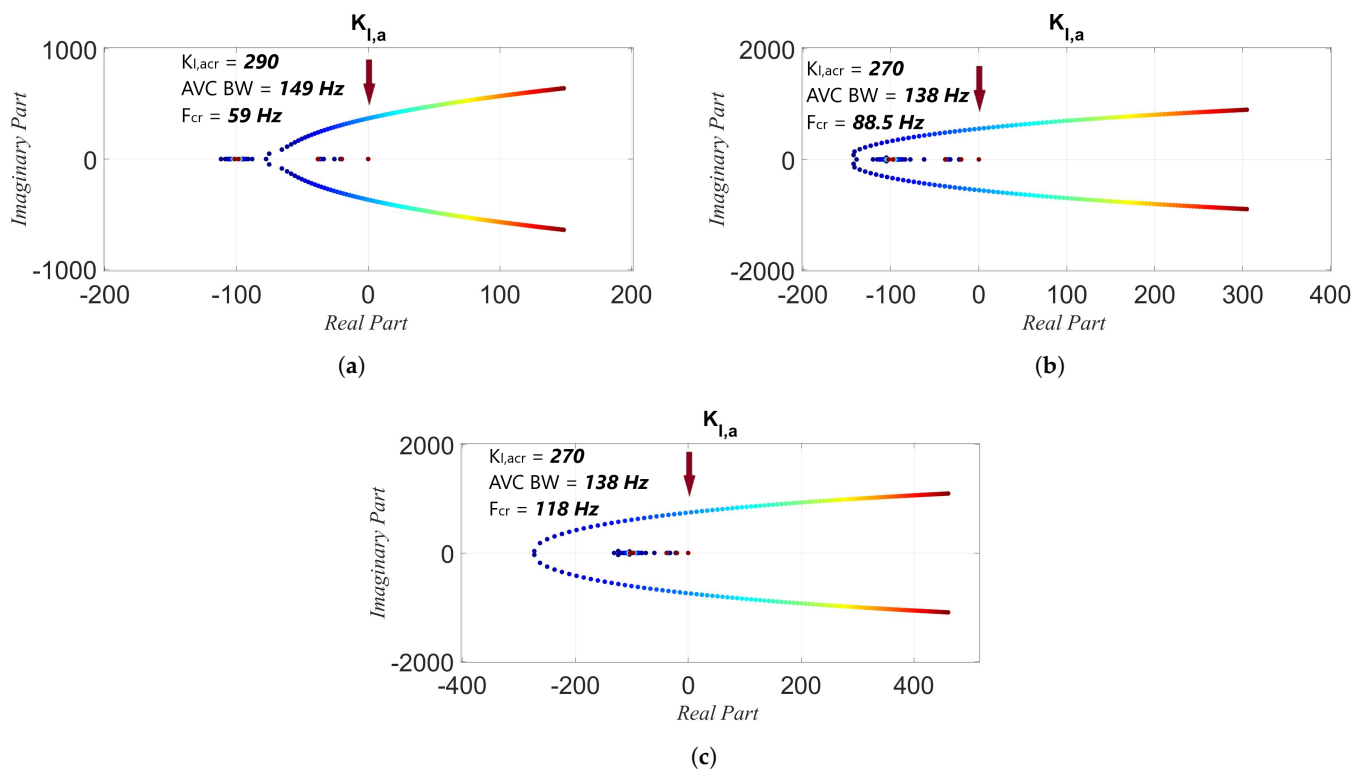 K_I,a
1000
K_I,acr = 290
AVC BW = 149 Hz
F_cr = 59 Hz
0
-1000
Imaginary Part
-200 -100 0 100 200
Real Part
(a)
K_I,a
2000
K_I,acr = 270
AVC BW = 138 Hz
F_cr = 88.5 Hz
0
-2000
Imaginary Part
-200 -100 0 100 200 300 400
Real Part
(b)
K_I,a
2000
K_I,acr = 270
AVC BW = 138 Hz
F_cr = 118 Hz
0
-2000
Imaginary Part
-400 -200 0 200 400
Real Part
(c)